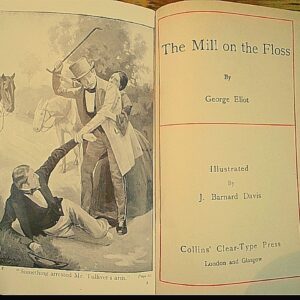 "Something arrested Mr. Tulliver's arm."
The Mill on the Floss
By
George Eliot
Illustrated
By
J. Barnard Davis
Collins' Clear-Type Press
London and Glasgow